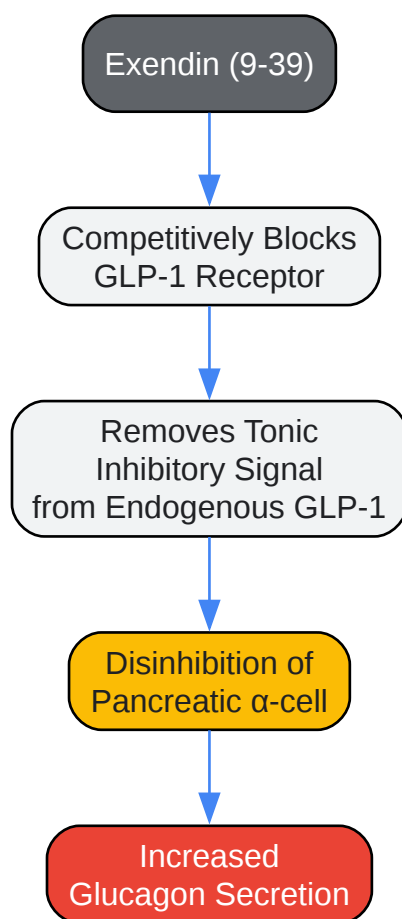 Exendin (9-39)
Competitively Blocks
GLP-1 Receptor
Removes Tonic
Inhibitory Signal
from Endogenous GLP-1
Disinhibition of
Pancreatic α-cell
Increased
Glucagon Secretion